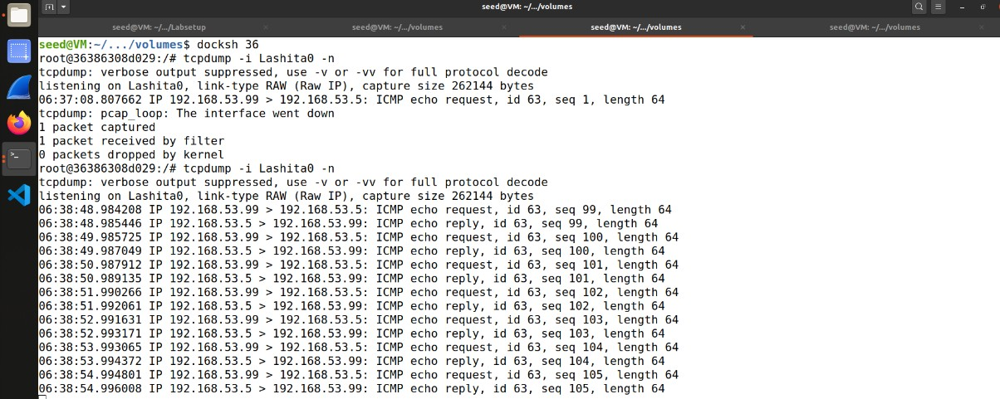 seed@VM: ~/.../volumes
seed@VM: ~/.../Labsetup
seed@VM: ~/.../volumes
seed@VM: ~/.../volumes
seed@VM: ~/.../volumes
seed@VM:~/.../volumes$ docksh 36
root@36386308d029:/# tcpdump -i Lashita0 -n
tcpdump: verbose output suppressed, use -v or -vv for full protocol decode
listening on Lashita0, link-type RAW (Raw IP), capture size 262144 bytes
06:37:08.807662 IP 192.168.53.99 > 192.168.53.5: ICMP echo request, id 63, seq 1, length 64
tcpdump: pcap_loop: The interface went down
1 packet captured
1 packet received by filter
0 packets dropped by kernel
root@36386308d029:/# tcpdump -i Lashita0 -n
tcpdump: verbose output suppressed, use -v or -vv for full protocol decode
listening on Lashita0, link-type RAW (Raw IP), capture size 262144 bytes
06:38:48.984208 IP 192.168.53.99 > 192.168.53.5: ICMP echo request, id 63, seq 99, length 64
06:38:48.985446 IP 192.168.53.5 > 192.168.53.99: ICMP echo reply, id 63, seq 99, length 64
06:38:49.985725 IP 192.168.53.99 > 192.168.53.5: ICMP echo request, id 63, seq 100, length 64
06:38:49.987049 IP 192.168.53.5 > 192.168.53.99: ICMP echo reply, id 63, seq 100, length 64
06:38:50.987912 IP 192.168.53.99 > 192.168.53.5: ICMP echo request, id 63, seq 101, length 64
06:38:50.989135 IP 192.168.53.5 > 192.168.53.99: ICMP echo reply, id 63, seq 101, length 64
06:38:51.990266 IP 192.168.53.99 > 192.168.53.5: ICMP echo request, id 63, seq 102, length 64
06:38:51.992061 IP 192.168.53.5 > 192.168.53.99: ICMP echo reply, id 63, seq 102, length 64
06:38:52.991631 IP 192.168.53.99 > 192.168.53.5: ICMP echo request, id 63, seq 103, length 64
06:38:52.993171 IP 192.168.53.5 > 192.168.53.99: ICMP echo reply, id 63, seq 103, length 64
06:38:53.993065 IP 192.168.53.99 > 192.168.53.5: ICMP echo request, id 63, seq 104, length 64
06:38:53.994372 IP 192.168.53.5 > 192.168.53.99: ICMP echo reply, id 63, seq 104, length 64
06:38:54.994801 IP 192.168.53.99 > 192.168.53.5: ICMP echo request, id 63, seq 105, length 64
06:38:54.996008 IP 192.168.53.5 > 192.168.53.99: ICMP echo reply, id 63, seq 105, length 64